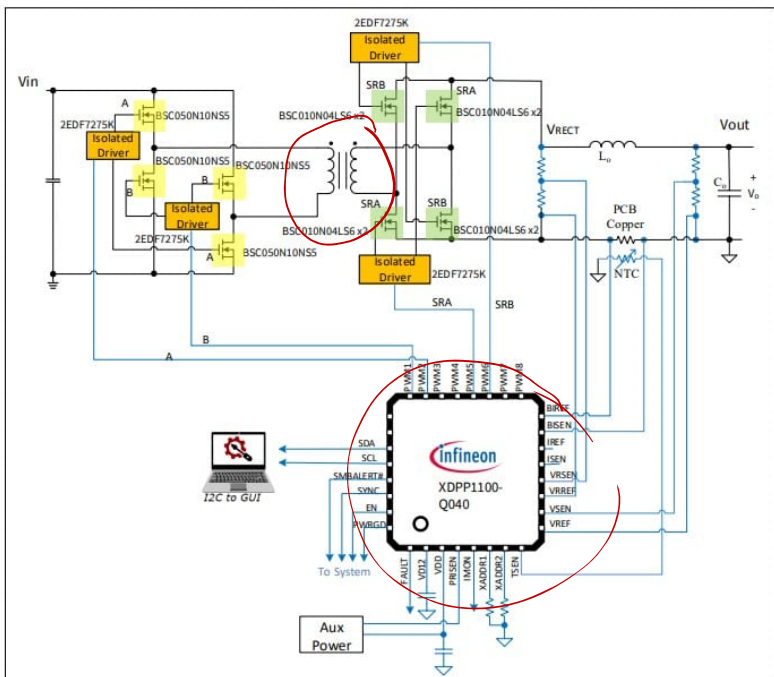 2EDF7275K
Isolated
Driver
SRB
SRA
Vin
A
BSC050N10NS5
BSC010N04LS6 x2
BSC010N04LS6 x2
2EDF7275K
Isolated
Driver
VRECT
Vout
BSC050N10NS5
BSC050N10NS5
Lo
B
B
Isolated
Driver
Co
+
Vo
-
SRA
SRB
PCB
Copper
BSC010N04LS6 x2
BSC010N04LS6 x2
2EDF7275K
A
BSC050N10NS5
Isolated
Driver
2EDF7275K
NTC
SRA
SRB
B
A
PWM1
PWM2
PWM3
PWM4
PWM5
PWM6
PWM7
PWM8
BIREF
BISEN
IREF
ISEN
VRSEN
VRREF
VSEN
VREF
SDA
SCL
SMBALERT#
SYNC
EN
PWRGD
infineon
XDPP1100-
Q040
I2C to GUI
To System
FAULT
VD12
VDD
PRISEN
IMON
XADDR1
XADDR2
TSEN
Aux
Power